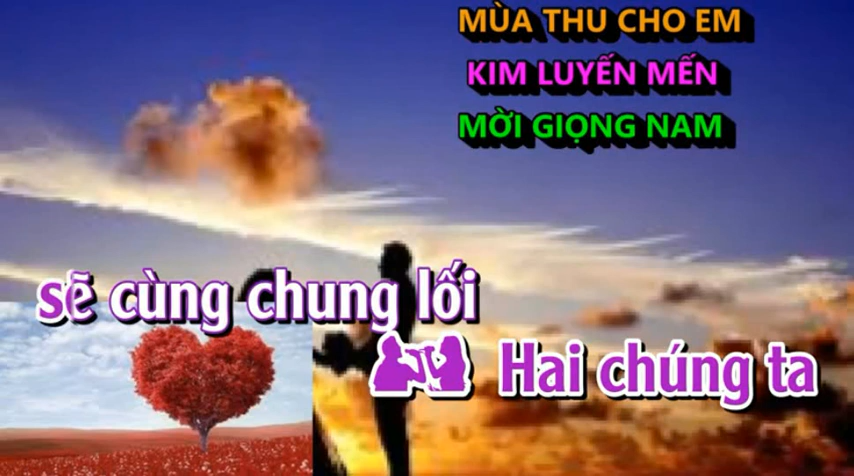 MÙA THU CHO EM
KIM LUYẾN MẾN
MỜI GIỌNG NAM
sẽ cùng chung lối
Hai chúng ta